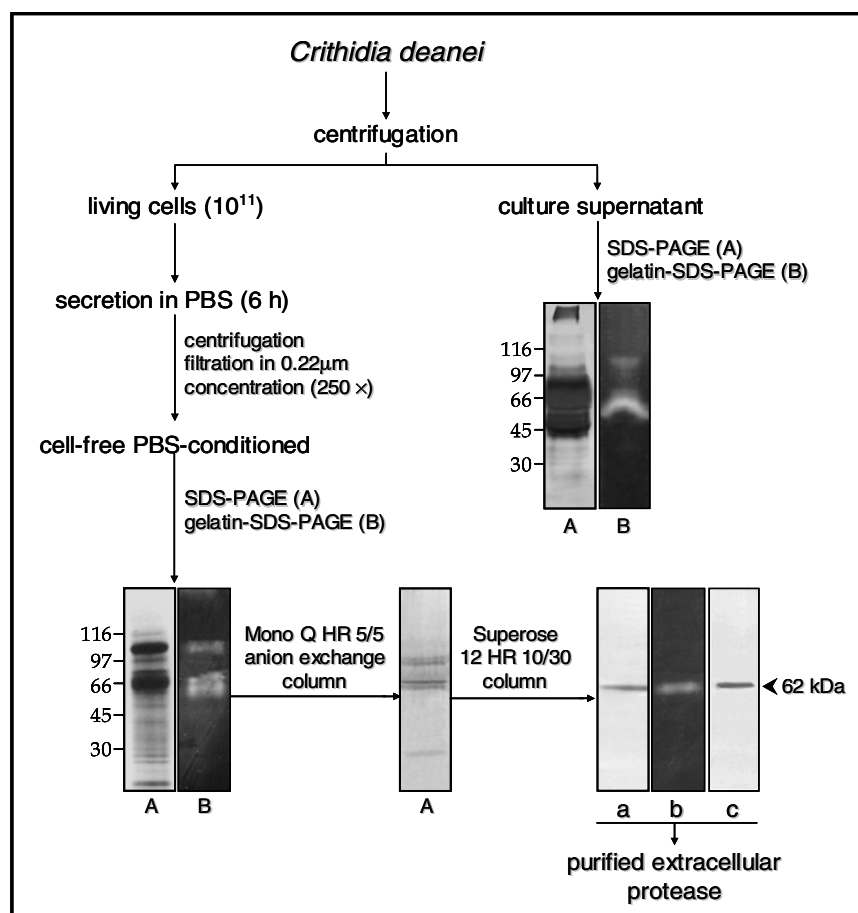 Crithidia deanei
centrifugation
living cells (10¹¹)
culture supernatant
SDS-PAGE (A)
gelatin-SDS-PAGE (B)
secretion in PBS (6 h)
centrifugation
filtration in 0.22μm
concentration (250 ×)
116
97
66
45
30
A B
cell-free PBS-conditioned
SDS-PAGE (A)
gelatin-SDS-PAGE (B)
116
97
66
45
30
A B
Mono Q HR 5/5
anion exchange
column
A
Superose
12 HR 10/30
column
62 kDa
a b c
purified extracellular
protease